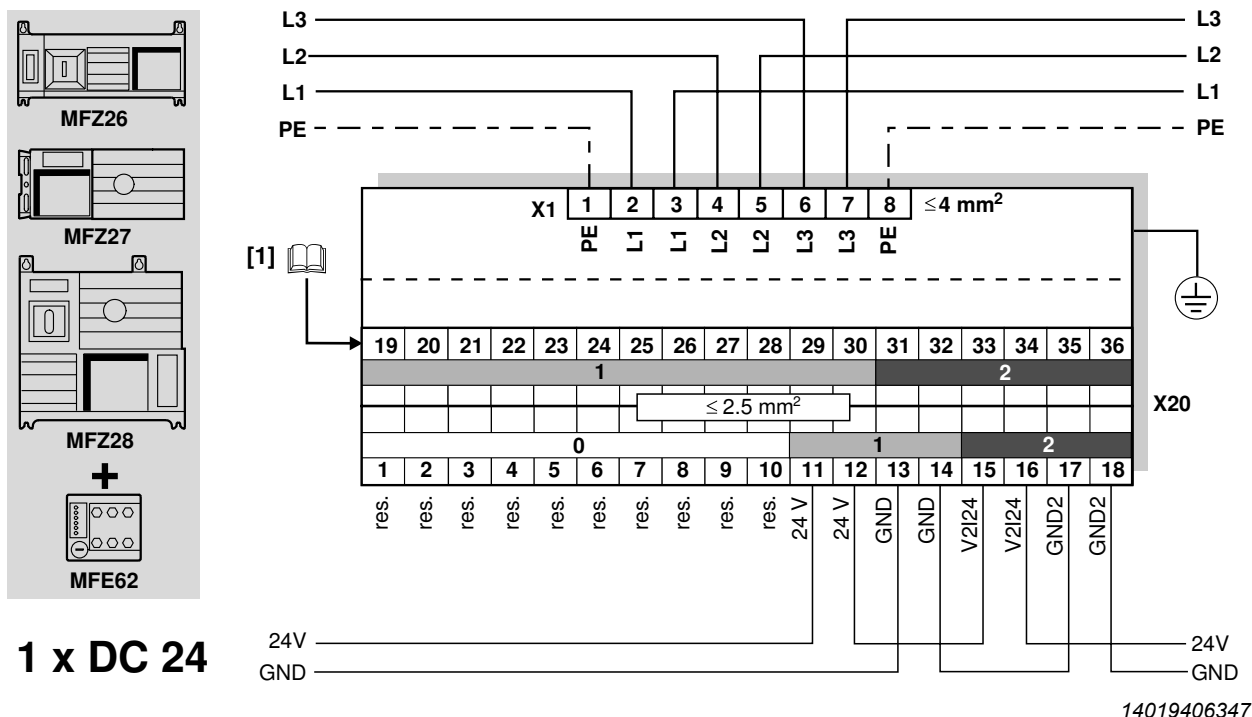 MFZ26
MFZ27
MFZ28
+
MFE62
1 x DC 24
L3 L3
L2 L2
L1 L1
PE PE
X1 1 2 3 4 5 6 7 8 ≤4 mm²
PE L1 L1 L2 L2 L3 L3 PE
[1]
19 20 21 22 23 24 25 26 27 28 29 30 31 32 33 34 35 36
1 2
≤ 2.5 mm²
X20
0 1 2
1 2 3 4 5 6 7 8 9 10 11 12 13 14 15 16 17 18
res. res. res. res. res. res. res. res. res. res. 24 V 24 V GND GND V2I24 V2I24 GND2 GND2
24V 24V
GND GND
14019406347